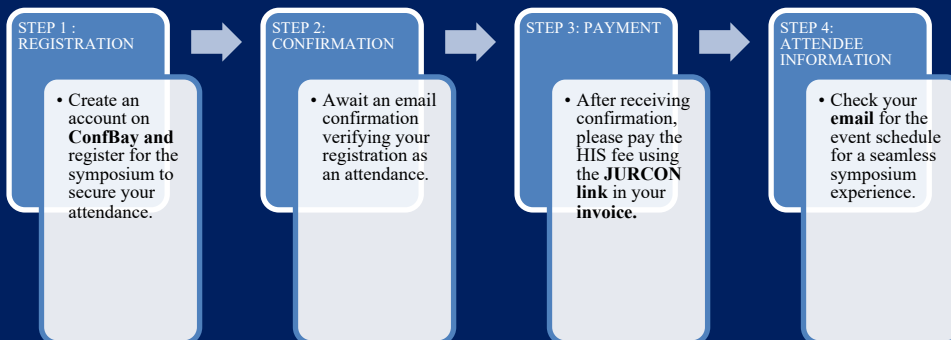 STEP 1 :
REGISTRATION
• Create an
account on
ConfBay and
register for the
symposium to
secure your
attendance.
STEP 2:
CONFIRMATION
• Await an email
confirmation
verifying your
registration as
an attendance.
STEP 3: PAYMENT
• After receiving
confirmation,
please pay the
HIS fee using
the JURCON
link in your
invoice.
STEP 4:
ATTENDEE
INFORMATION
• Check your
email for the
event schedule
for a seamless
symposium
experience.